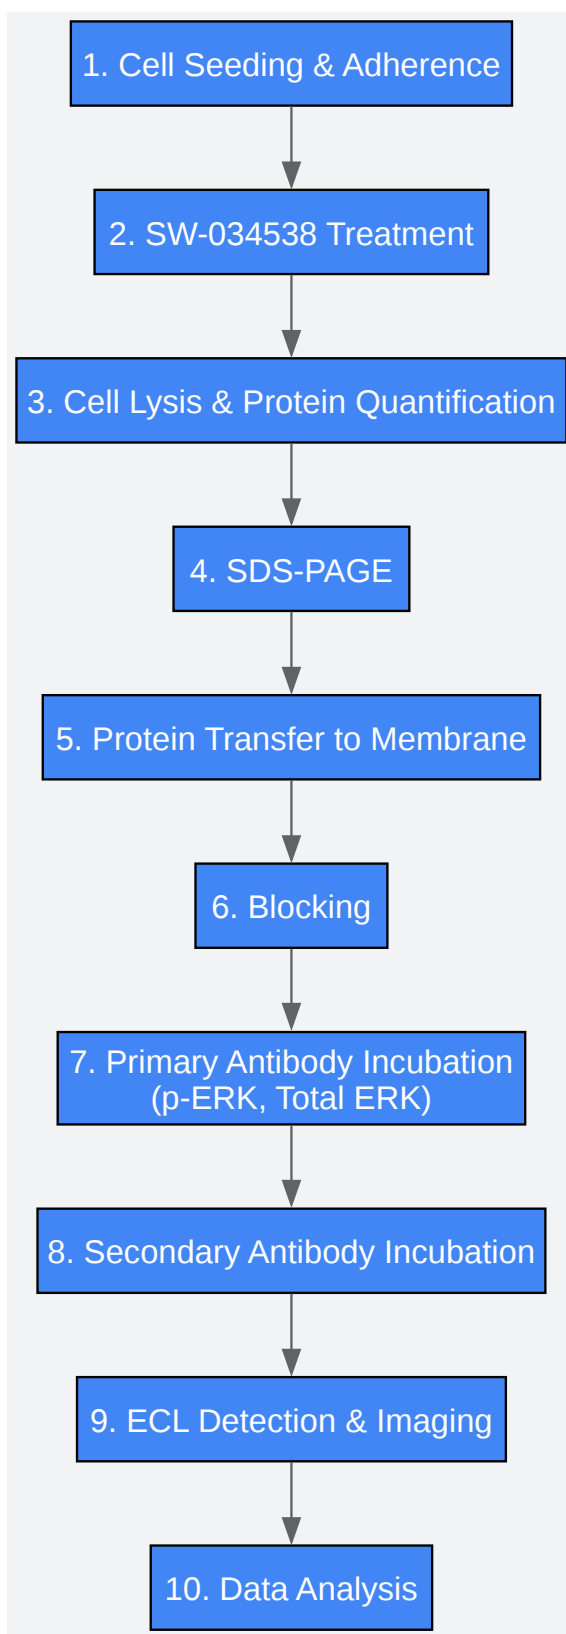 1. Cell Seeding & Adherence
2. SW-034538 Treatment
3. Cell Lysis & Protein Quantification
4. SDS-PAGE
5. Protein Transfer to Membrane
6. Blocking
7. Primary Antibody Incubation
(p-ERK, Total ERK)
8. Secondary Antibody Incubation
9. ECL Detection & Imaging
10. Data Analysis